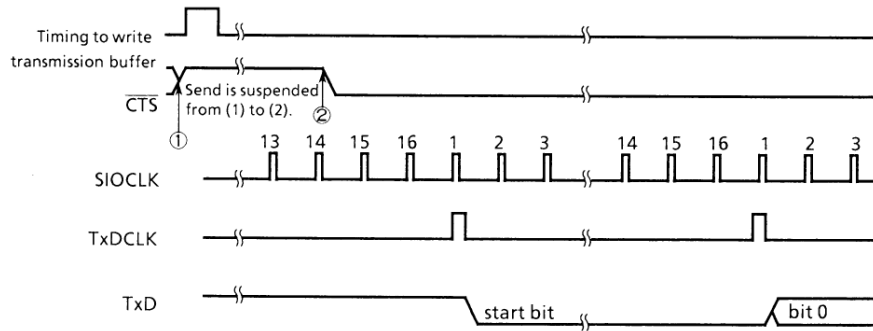 Timing to write
transmission buffer
CTS
Send is suspended
from (1) to (2).
① ②
13 14 15 16 1 2 3 14 15 16 1 2 3
SIOCLK
TxDCLK
TxD
start bit
bit 0